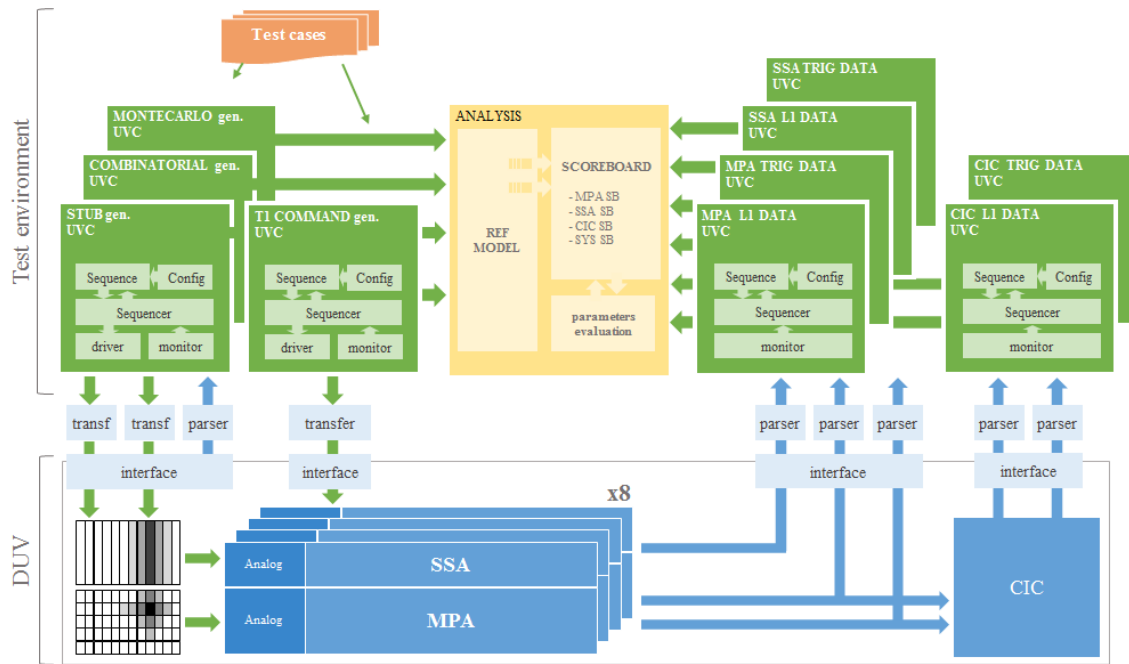 Test environment
Test cases
MONTECARLO gen.
UVC
COMBINATORIAL gen.
UVC
STUB gen.
UVC
Sequence
Config
Sequencer
driver
monitor
T1 COMMAND gen.
UVC
Sequence
Config
Sequencer
driver
monitor
ANALYSIS
REF
MODEL
SCOREBOARD
- MPA SB
- SSA SB
- CIC SB
- SYS SB
parameters
evaluation
SSA TRIG DATA
UVC
SSA L1 DATA
UVC
MPA TRIG DATA
UVC
MPA L1 DATA
UVC
Sequence
Config
Sequencer
monitor
CIC TRIG DATA
UVC
CIC L1 DATA
UVC
Sequence
Config
Sequencer
monitor
transf
transf
parser
transfer
parser
parser
parser
parser
parser
DUV
interface
interface
interface
interface
x8
Analog
SSA
Analog
MPA
CIC